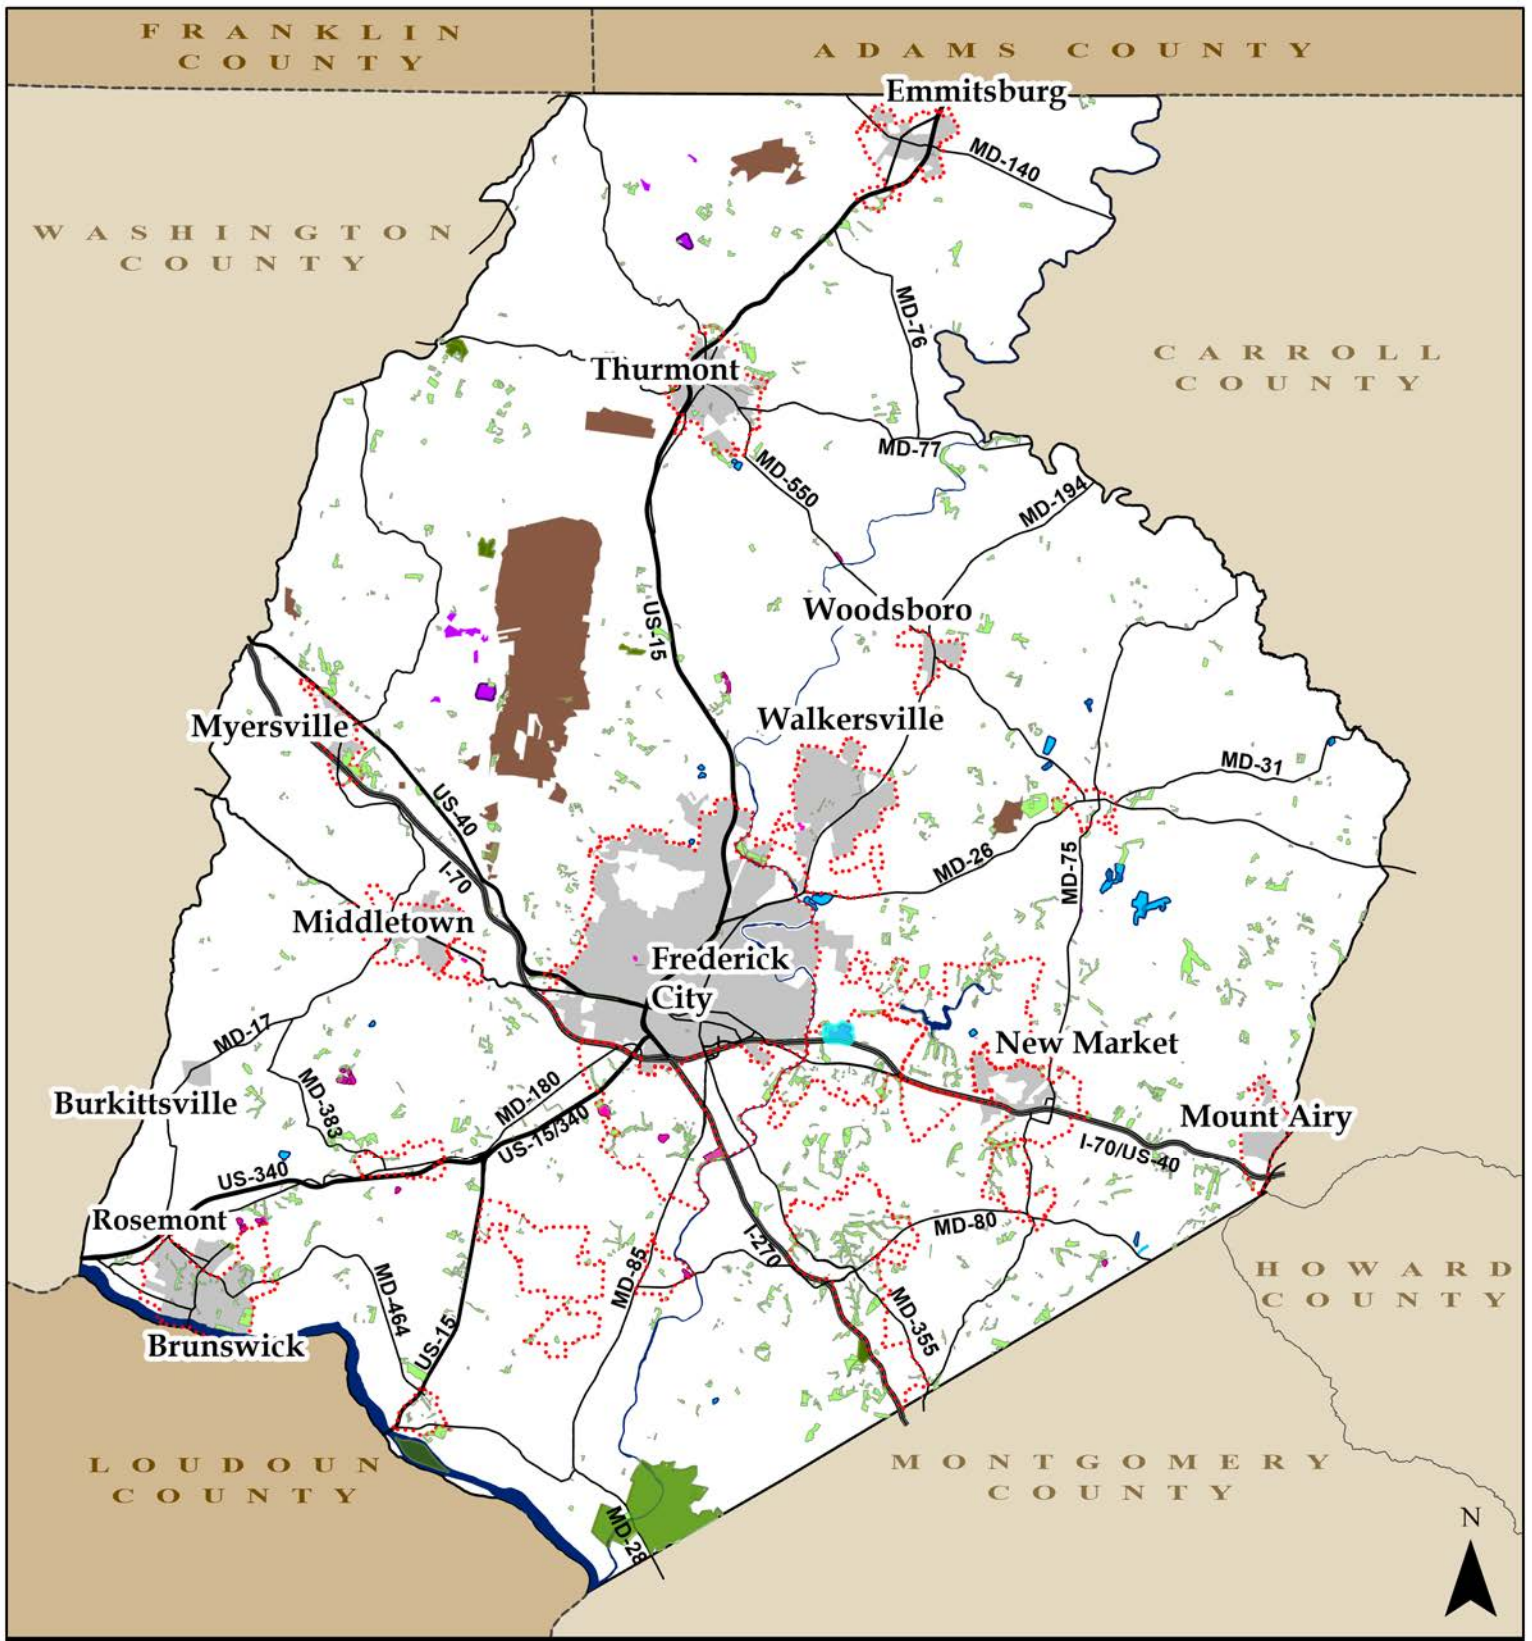 FRANKLIN
COUNTY
ADAMS COUNTY
Emmitsburg
MD-140
WASHINGTON
COUNTY
MD-76
CARROLL
COUNTY
Thurmont
MD-77
MD-550
MD-194
US-15
Woodsboro
Walkersville
Myersville
MD-31
US-40
MD-26
MD-75
I-70
Middletown
Frederick
City
MD-17
New Market
MD-383
MD-180
Burkittsville
US-15/340
Mount Airy
I-70/US-40
US-340
Rosemont
MD-80
I-270
MD-85
MD-464
MD-355
HOWARD
COUNTY
US-15
Brunswick
LOUDOUN
COUNTY
MONTGOMERY
COUNTY
MD-28
N